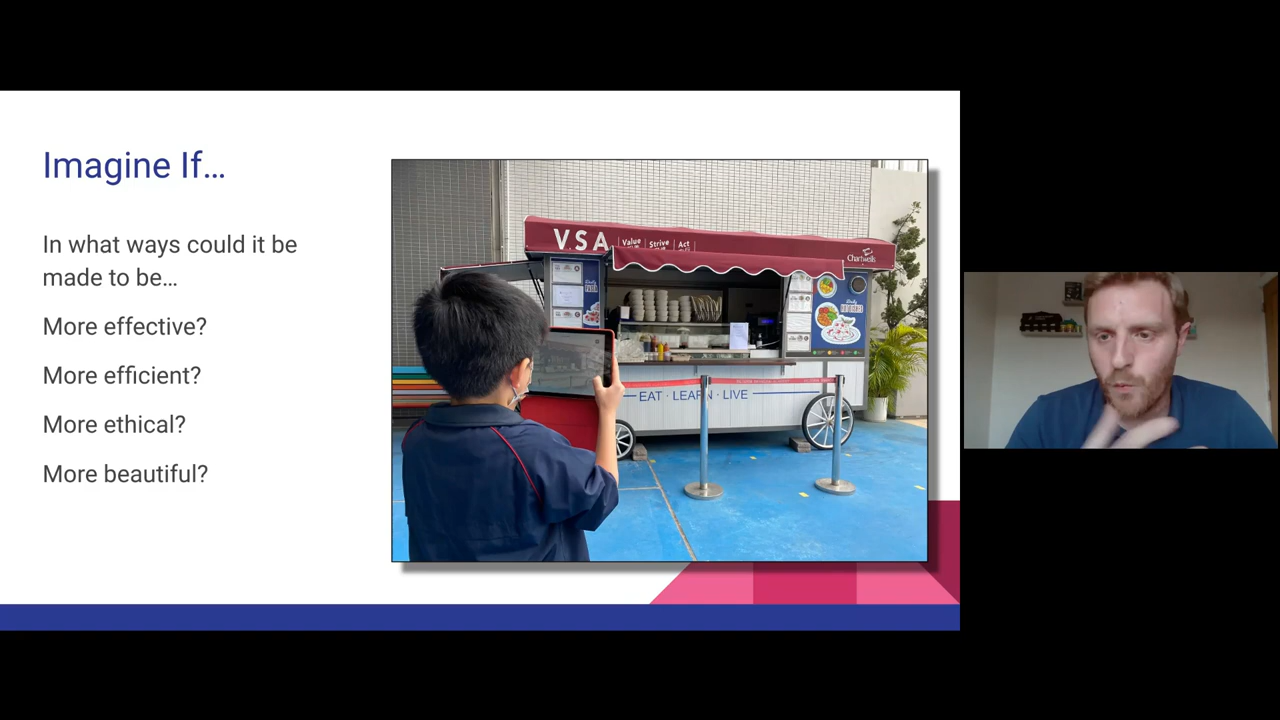 Imagine If…
In what ways could it be
made to be…
More effective?
More efficient?
More ethical?
More beautiful?
VSA
Value Strive Act
Chartwells
EAT · LEARN · LIVE